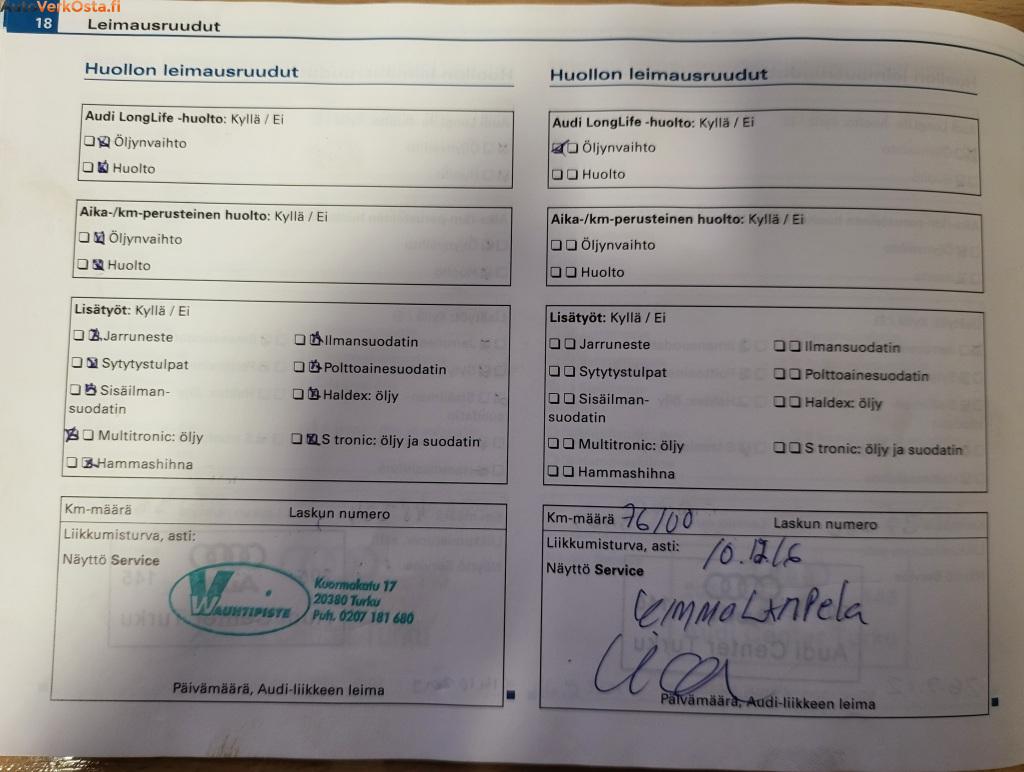 AutoVerkOsta.fi
18 Leimausruudut
Huollon leimausruudut
Audi LongLife -huolto: Kyllä / Ei
Öljynvaihto
Huolto
Aika-/km-perusteinen huolto: Kyllä / Ei
Öljynvaihto
Huolto
Lisätyöt: Kyllä / Ei
Jarruneste
Ilmansuodatin
Sytytystulpat
Polttoainesuodatin
Sisäilman-
suodatin
Haldex: öljy
Multitronic: öljy
S tronic: öljy ja suodatin
Hammashihna
Km-määrä
Laskun numero
Liikkumisturva, asti:
Näyttö Service
VAUHTIPISTE
Kuormakatu 17
20380 Turku
Puh. 0207 181 680
Päivämäärä, Audi-liikkeen leima
Huollon leimausruudut
Audi LongLife -huolto: Kyllä / Ei
Öljynvaihto
Huolto
Aika-/km-perusteinen huolto: Kyllä / Ei
Öljynvaihto
Huolto
Lisätyöt: Kyllä / Ei
Jarruneste
Ilmansuodatin
Sytytystulpat
Polttoainesuodatin
Sisäilman-
suodatin
Haldex: öljy
Multitronic: öljy
S tronic: öljy ja suodatin
Hammashihna
Km-määrä 76100
Laskun numero
Liikkumisturva, asti:
Näyttö Service
Päivämäärä, Audi-liikkeen leima